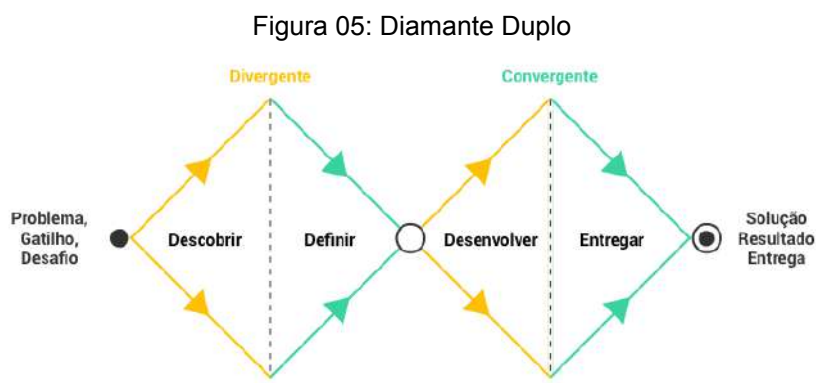 Figura 05: Diamante Duplo
Divergente
Convergente
Problema,
Gatilho,
Desafio
Descobrir
Definir
Desenvolver
Entregar
Solução
Resultado
Entrega